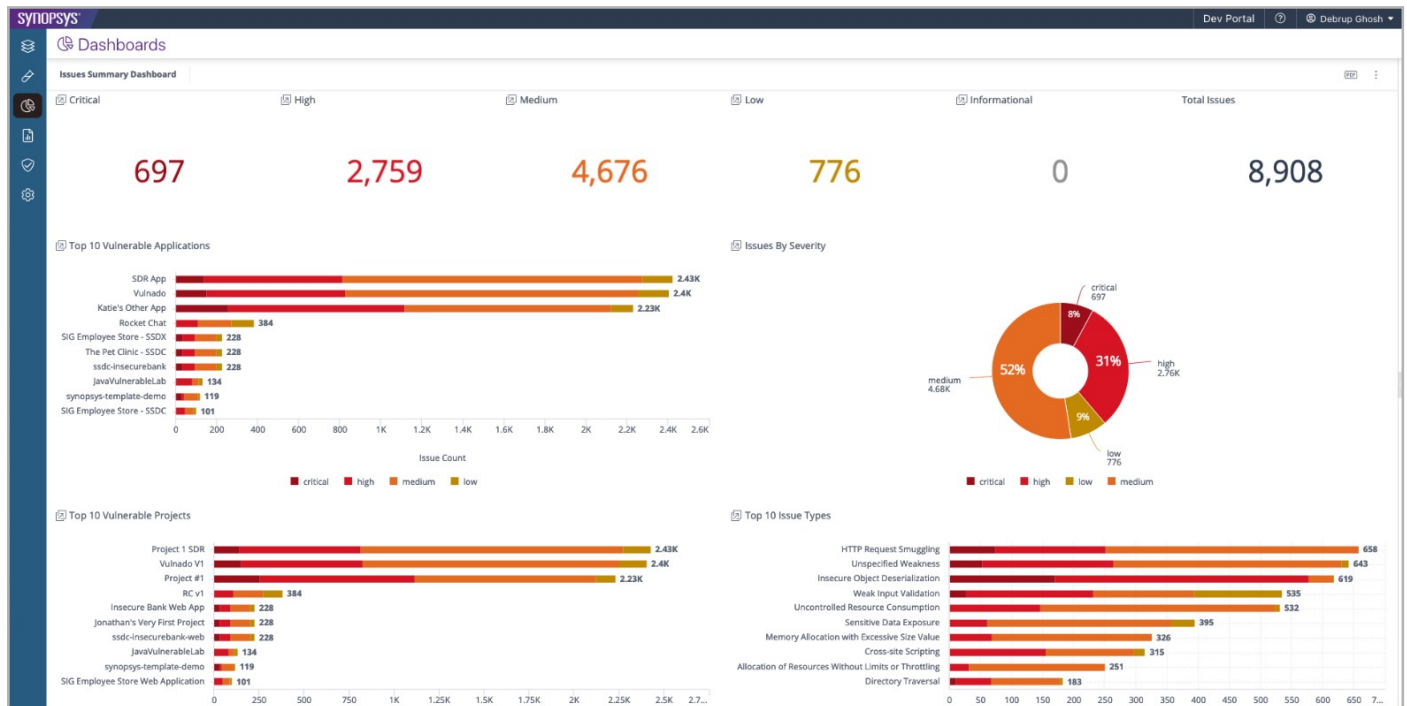 SYNOPSYS®
Dev Portal
Debrup Ghosh
Dashboards
Issues Summary Dashboard
PDF
Critical
High
Medium
Low
Informational
Total Issues
697
2,759
4,676
776
0
8,908
Top 10 Vulnerable Applications
SDR App 2.43K
Vulnado 2.4K
Katie's Other App 2.23K
Rocket Chat 384
SIG Employee Store - SSDX 228
The Pet Clinic - SSDC 228
ssdc-insecurebank 228
JavaVulnerableLab 134
synopsys-template-demo 119
SIG Employee Store - SSDC 101
0 200 400 600 800 1K 1.2K 1.4K 1.6K 1.8K 2K 2.2K 2.4K 2.6K
Issue Count
critical high medium low
Issues By Severity
critical
697
8%
31%
high
2.76K
52%
medium
4.68K
9%
low
776
critical high low medium
Top 10 Vulnerable Projects
Project 1 SDR 2.43K
Vulnado V1 2.4K
Project #1 2.23K
RC v1 384
Insecure Bank Web App 228
Jonathan's Very First Project 228
ssdc-insecurebank-web 228
JavaVulnerableLab 134
synopsys-template-demo 119
SIG Employee Store Web Application 101
0 250 500 750 1K 1.25K 1.5K 1.75K 2K 2.25K 2.5K 2.7...
Top 10 Issue Types
HTTP Request Smuggling 658
Unspecified Weakness 643
Insecure Object Deserialization 619
Weak Input Validation 535
Uncontrolled Resource Consumption 532
Sensitive Data Exposure 395
Memory Allocation with Excessive Size Value 326
Cross-site Scripting 315
Allocation of Resources Without Limits or Throttling 251
Directory Traversal 183
0 50 100 150 200 250 300 350 400 450 500 550 600 650 7...